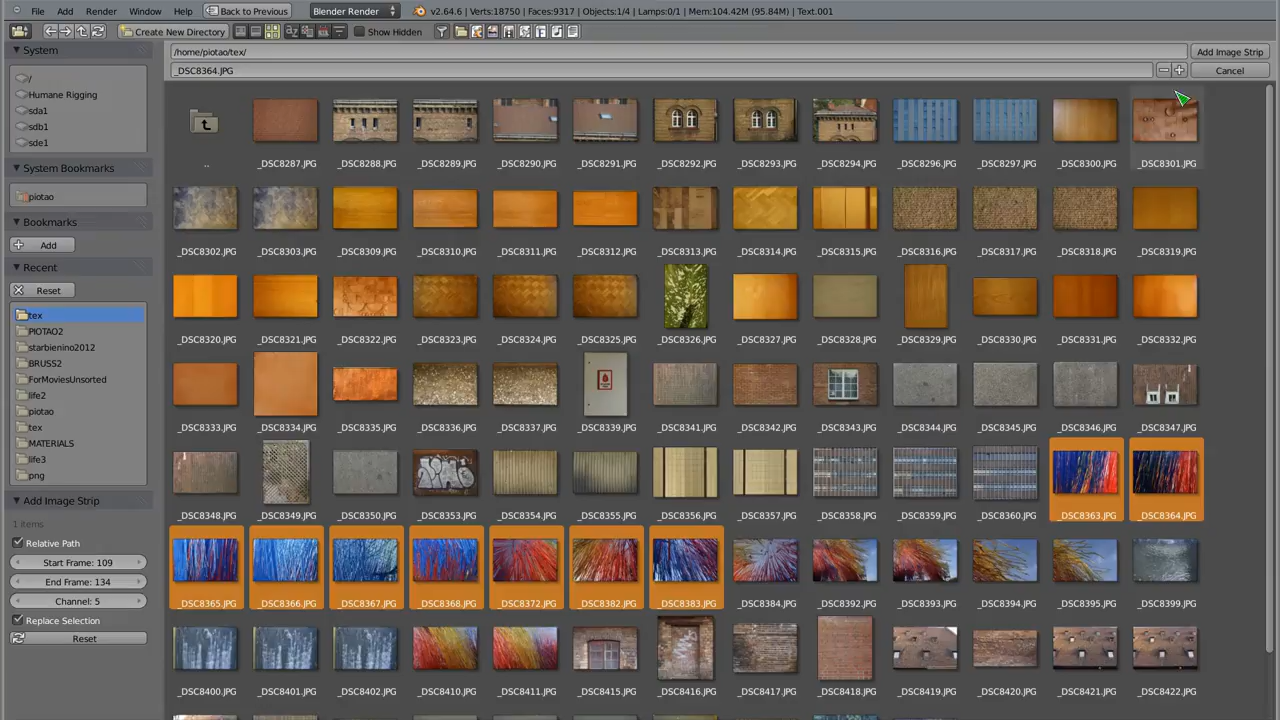 File Add Render Window Help Back to Previous Blender Render v2.64.6 | Verts:18750 | Faces:9317 | Objects:1/4 | Lamps:0/1 | Mem:104.42M (95.84M) | Text.001
Create New Directory Show Hidden
System
/
Humane Rigging
sda1
sdb1
sde1
System Bookmarks
piotao
Bookmarks
Add
Recent
Reset
tex
PIOTAO2
starbienino2012
BRUSS2
ForMoviesUnsorted
life2
piotao
tex
MATERIALS
life3
png
Add Image Strip
1 items
Relative Path
Start Frame: 109
End Frame: 134
Channel: 5
Replace Selection
Reset
/home/piotao/tex/ Add Image Strip
_DSC8364.JPG Cancel
.. _DSC8287.JPG _DSC8288.JPG _DSC8289.JPG _DSC8290.JPG _DSC8291.JPG _DSC8292.JPG _DSC8293.JPG _DSC8294.JPG _DSC8296.JPG _DSC8297.JPG _DSC8300.JPG _DSC8301.JPG
_DSC8302.JPG _DSC8303.JPG _DSC8309.JPG _DSC8310.JPG _DSC8311.JPG _DSC8312.JPG _DSC8313.JPG _DSC8314.JPG _DSC8315.JPG _DSC8316.JPG _DSC8317.JPG _DSC8318.JPG _DSC8319.JPG
_DSC8320.JPG _DSC8321.JPG _DSC8322.JPG _DSC8323.JPG _DSC8324.JPG _DSC8325.JPG _DSC8326.JPG _DSC8327.JPG _DSC8328.JPG _DSC8329.JPG _DSC8330.JPG _DSC8331.JPG _DSC8332.JPG
_DSC8333.JPG _DSC8334.JPG _DSC8335.JPG _DSC8336.JPG _DSC8337.JPG _DSC8339.JPG _DSC8341.JPG _DSC8342.JPG _DSC8343.JPG _DSC8344.JPG _DSC8345.JPG _DSC8346.JPG _DSC8347.JPG
_DSC8348.JPG _DSC8349.JPG _DSC8350.JPG _DSC8353.JPG _DSC8354.JPG _DSC8355.JPG _DSC8356.JPG _DSC8357.JPG _DSC8358.JPG _DSC8359.JPG _DSC8360.JPG _DSC8363.JPG _DSC8364.JPG
_DSC8365.JPG _DSC8366.JPG _DSC8367.JPG _DSC8368.JPG _DSC8372.JPG _DSC8382.JPG _DSC8383.JPG _DSC8384.JPG _DSC8392.JPG _DSC8393.JPG _DSC8394.JPG _DSC8395.JPG _DSC8399.JPG
_DSC8400.JPG _DSC8401.JPG _DSC8402.JPG _DSC8410.JPG _DSC8411.JPG _DSC8415.JPG _DSC8416.JPG _DSC8417.JPG _DSC8418.JPG _DSC8419.JPG _DSC8420.JPG _DSC8421.JPG _DSC8422.JPG